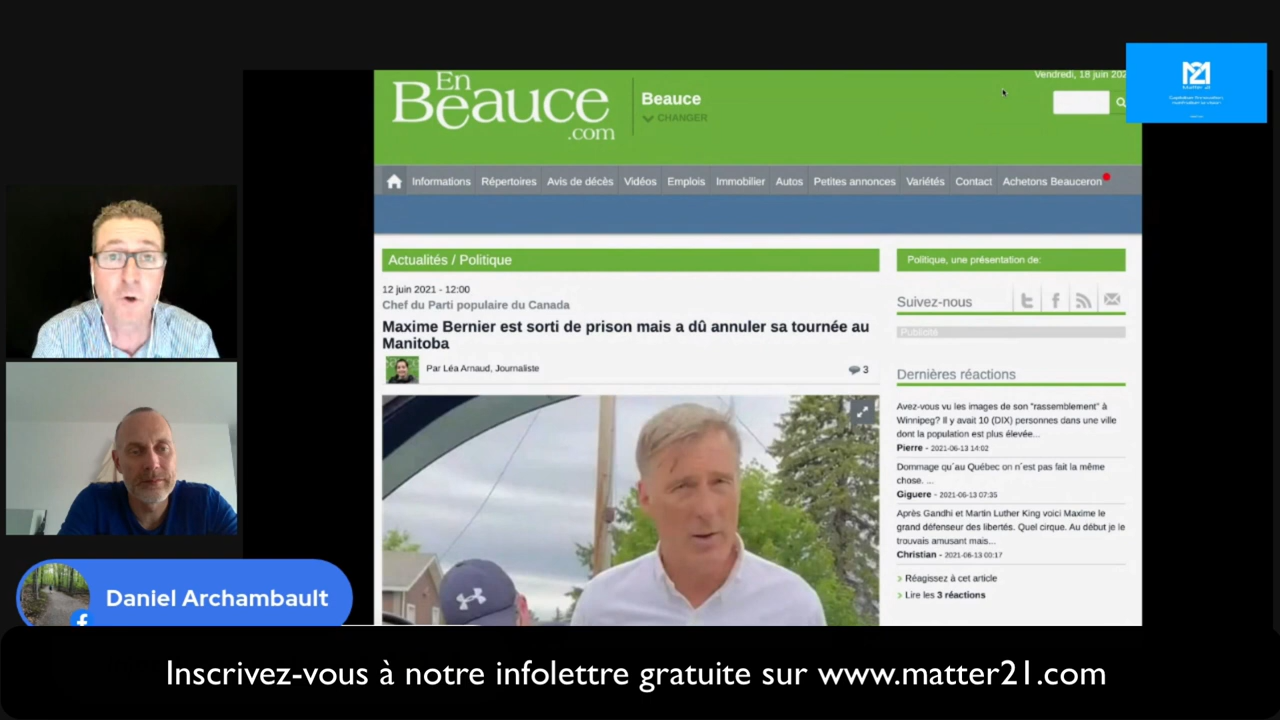 En
Beauce
.com
Beauce
CHANGER
Vendredi, 18 juin 202
M21
Matter 21
Informations Répertoires Avis de décès Vidéos Emplois Immobilier Autos Petites annonces Variétés Contact Achetons Beauceron
Actualités / Politique
Politique, une présentation de:
12 juin 2021 - 12:00
Chef du Parti populaire du Canada
Maxime Bernier est sorti de prison mais a dû annuler sa tournée au
Manitoba
Par Léa Arnaud, Journaliste
3
Suivez-nous
Publicité
Dernières réactions
Avez-vous vu les images de son "rassemblement" à
Winnipeg? Il y avait 10 (DIX) personnes dans une ville
dont la population est plus élevée...
Pierre - 2021-06-13 14:02
Dommage qu'au Québec on n'est pas fait la même
chose. ...
Giguere - 2021-06-13 07:35
Après Gandhi et Martin Luther King voici Maxime le
grand défenseur des libertés. Quel cirque. Au début je le
trouvais amusant mais...
Christian - 2021-06-13 00:17
> Réagissez à cet article
> Lire les 3 réactions
Daniel Archambault
Inscrivez-vous à notre infolettre gratuite sur www.matter21.com